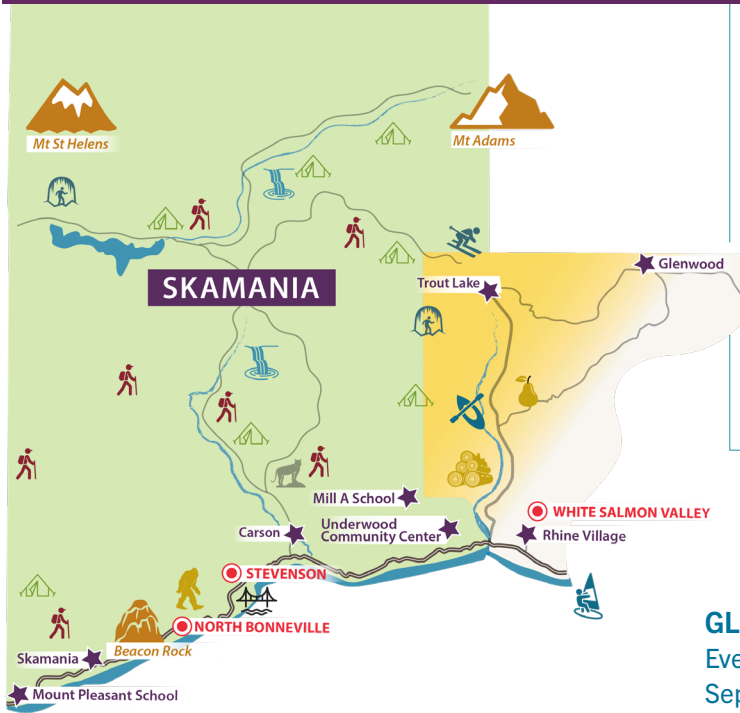 Mt St Helens
Mt Adams
SKAMANIA
Trout Lake
Glenwood
Mill A School
WHITE SALMON VALLEY
Underwood
Community Center
Carson
Rhine Village
STEVENSON
NORTH BONNEVILLE
Beacon Rock
Skamania
Mount Pleasant School
GL
Eve
Sep